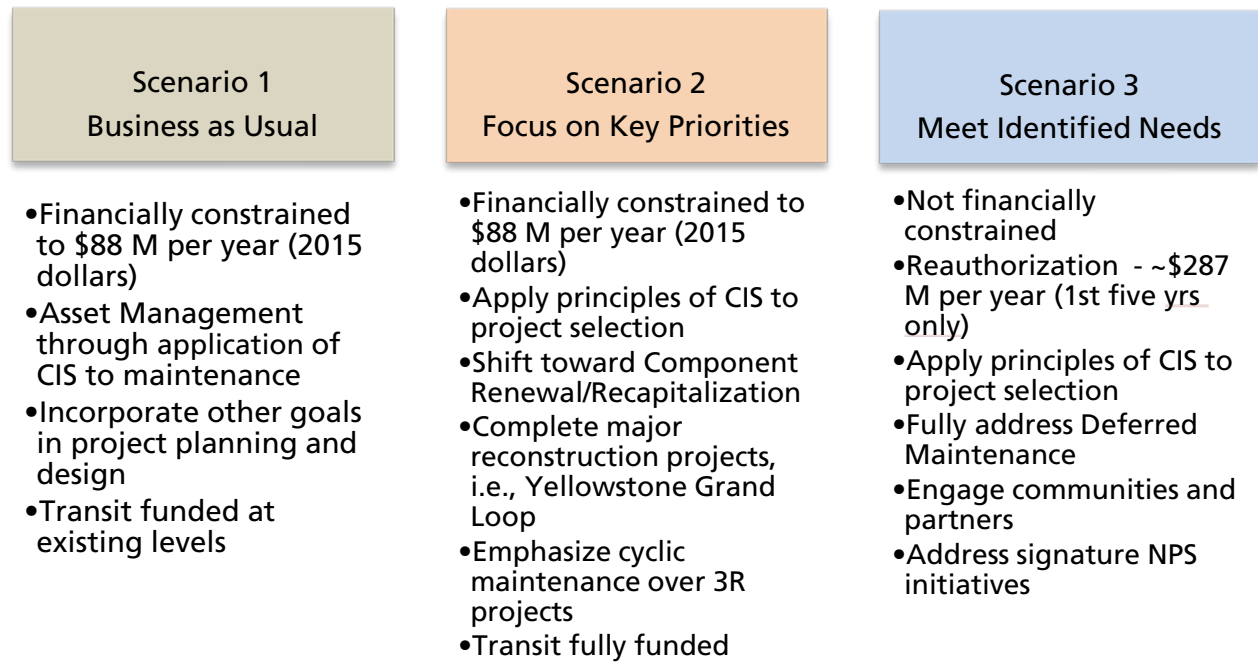 Scenario 1
Business as Usual
•Financially constrained
to $88 M per year (2015
dollars)
•Asset Management
through application of
CIS to maintenance
•Incorporate other goals
in project planning and
design
•Transit funded at
existing levels
Scenario 2
Focus on Key Priorities
•Financially constrained to
$88 M per year (2015
dollars)
•Apply principles of CIS to
project selection
•Shift toward Component
Renewal/Recapitalization
•Complete major
reconstruction projects,
i.e., Yellowstone Grand
Loop
•Emphasize cyclic
maintenance over 3R
projects
•Transit fully funded
Scenario 3
Meet Identified Needs
•Not financially
constrained
•Reauthorization - ~$287
M per year (1st five yrs
only)
•Apply principles of CIS to
project selection
•Fully address Deferred
Maintenance
•Engage communities and
partners
•Address signature NPS
initiatives